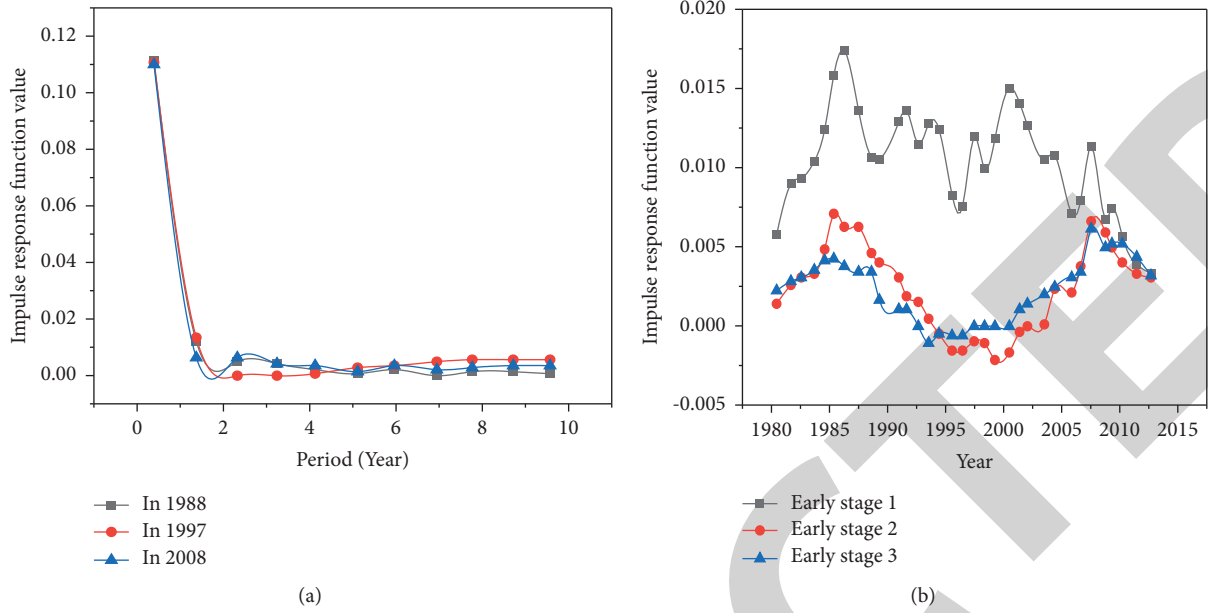 0.12
0.10
0.08
0.06
0.04
0.02
0.00
Impulse response function value
0 2 4 6 8 10
Period (Year)
In 1988
In 1997
In 2008
(a)
0.020
0.015
0.010
0.005
0.000
-0.005
Impulse response function value
1980 1985 1990 1995 2000 2005 2010 2015
Year
Early stage 1
Early stage 2
Early stage 3
(b)
CTE